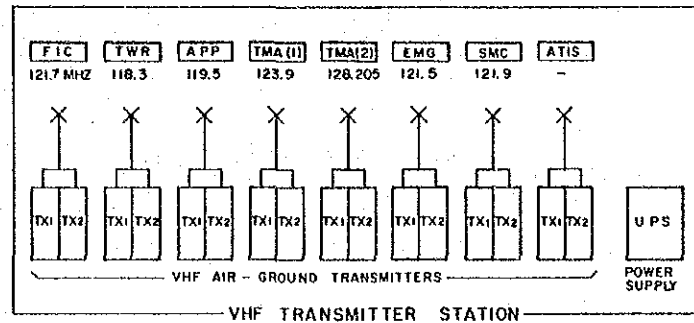 FIC TWR APP TMA(1) TMA(2) EMG SMC ATIS
121.7 MHZ 118.3 119.5 123.9 128.205 121.5 121.9 -
TX1 TX2 TX1 TX2 TX1 TX2 TX1 TX2 TX1 TX2 TX1 TX2 TX1 TX2 TX1 TX2 UPS
VHF AIR - GROUND TRANSMITTERS
POWER
SUPPLY
VHF TRANSMITTER STATION